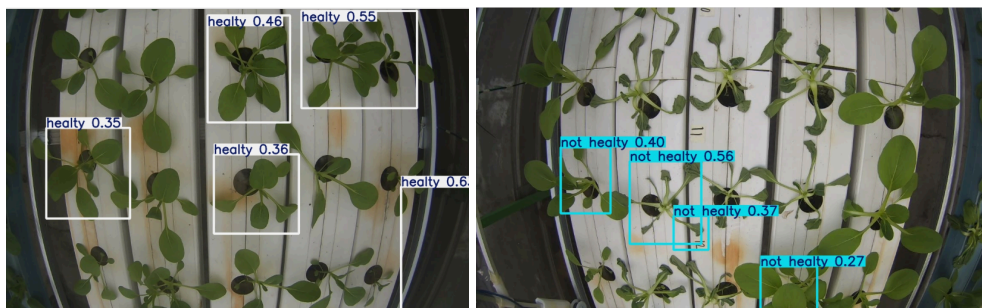 healty 0.46
healty 0.55
healty 0.35
healty 0.36
healty 0.6
not healty 0.40
not healty 0.56
not healty 0.37
not healty 0.27